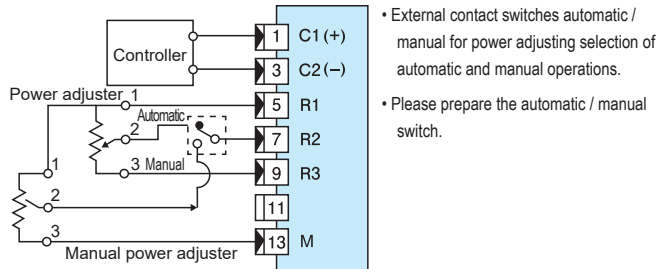 1 C1 (+)
Controller
3 C2 (−)
Power adjuster 1
5 R1
Automatic
2
7 R2
3 Manual
9 R3
1
2
11
3
13 M
Manual power adjuster
• External contact switches automatic /
manual for power adjusting selection of
automatic and manual operations.
• Please prepare the automatic / manual
switch.